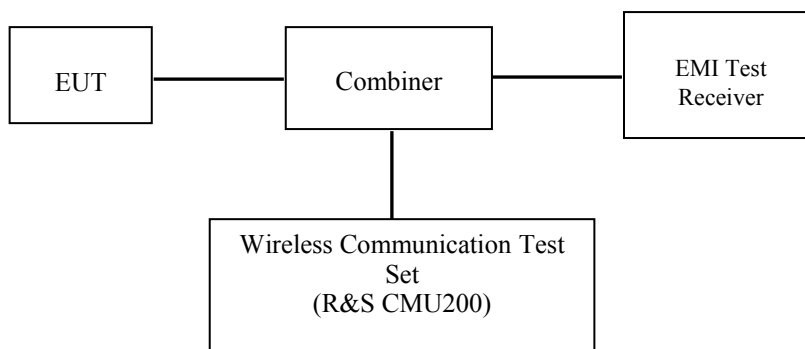 EUT
Combiner
EMI Test
Receiver
Wireless Communication Test
Set
(R&S CMU200)